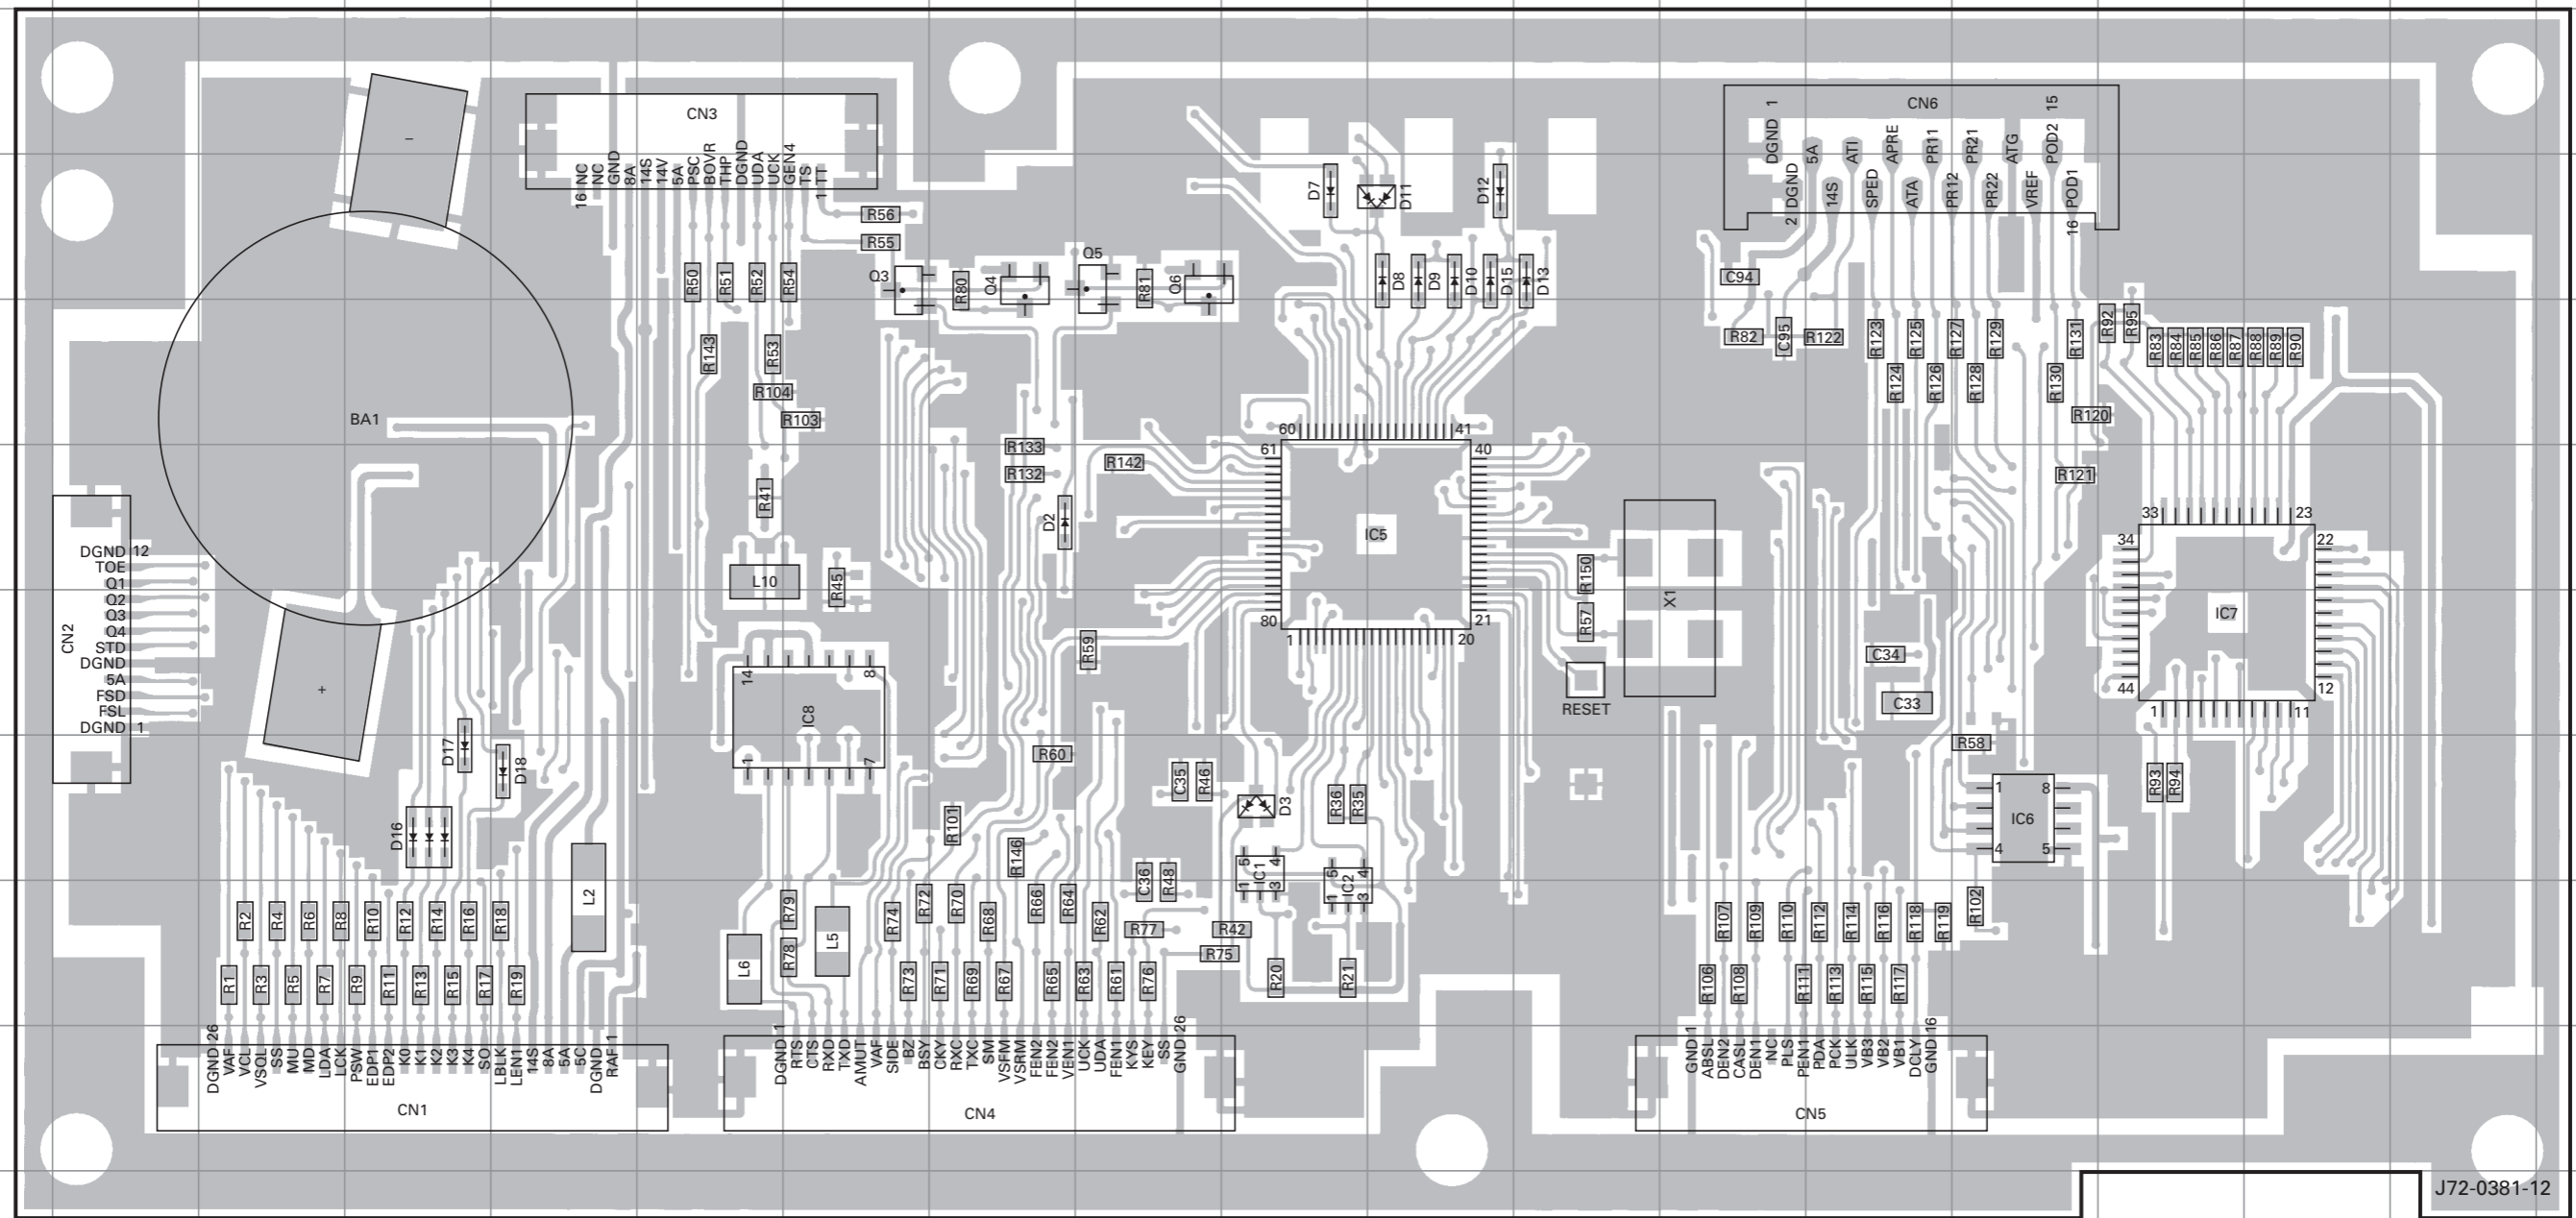 CN3
16 NC
NC
GND
8A
14S
14V
5A
PSC
BOVR
THP
DGND
UDA
UCK
GEN4
TS
1 TT
CN6
DGND 1
5A
ATI
APRE
PR11
PR21
ATG
POD2 15
2 DGND
14S
SPED
ATA
PR12
PR22
VREF
16 POD1
−
BA1
+
R56
R55
R50
R51
R52
R54
R143
R53
R104
R103
R41
L10
R45
Q3
R80
Q4
Q5
R81
Q6
D7
D11
D12
D8
D9
D10
D15
D13
C94
R82
C95
R122
R123
R125
R127
R129
R131
R124
R126
R128
R130
R120
R121
R92
R95
R83
R84
R85
R86
R87
R88
R89
R90
R133
R132
R142
D2
R59
60
41
61
40
IC5
80
21
1
20
R150
R57
X1
RESET
33
23
34
22
IC7
44
12
1
11
C34
C33
R58
R93
R94
1
8
IC6
4
5
R102
CN2
DGND 12
TOE
Q1
Q2
Q3
Q4
STD
DGND
5A
FSD
FSL
DGND 1
14
8
IC8
1
7
D17
D18
D16
L2
R60
R101
R146
C35
R46
D3
R36
R35
C36
R48
5
4
IC1
1
3
5
4
IC2
1
3
R2
R4
R6
R8
R10
R12
R14
R16
R18
R1
R3
R5
R7
R9
R11
R13
R15
R17
R19
L6
R79
R78
L5
R74
R72
R70
R68
R66
R64
R62
R77
R42
R75
R73
R71
R69
R67
R65
R63
R61
R76
R20
R21
R107
R109
R110
R112
R114
R116
R118
R119
R106
R108
R111
R113
R115
R117
DGND 26
VAF
VCL
VSQL
SS
MU
MD
LDA
LCK
PSW
EDP1
EDP2
K0
K1
K2
K3
K4
SO
LBLK
LEN1
14S
8A
5A
5C
DGND
RAF 1
CN1
DGND 1
RTS
CTS
RXD
TXD
AMUT
VAF
SIDE
BZ
BSY
CKY
RXC
TXC
SM
VSFM
VSRM
FEN2
FEN2
VEN1
UCK
UDA
FEN1
KYS
KEY
SS
GND 26
CN4
GND 1
ABSL
DEN2
CASL
DEN1
NC
PLS
PEN1
PDA
PCK
ULK
VB3
VB2
VB1
DCLY
GND 16
CN5
J72-0381-12